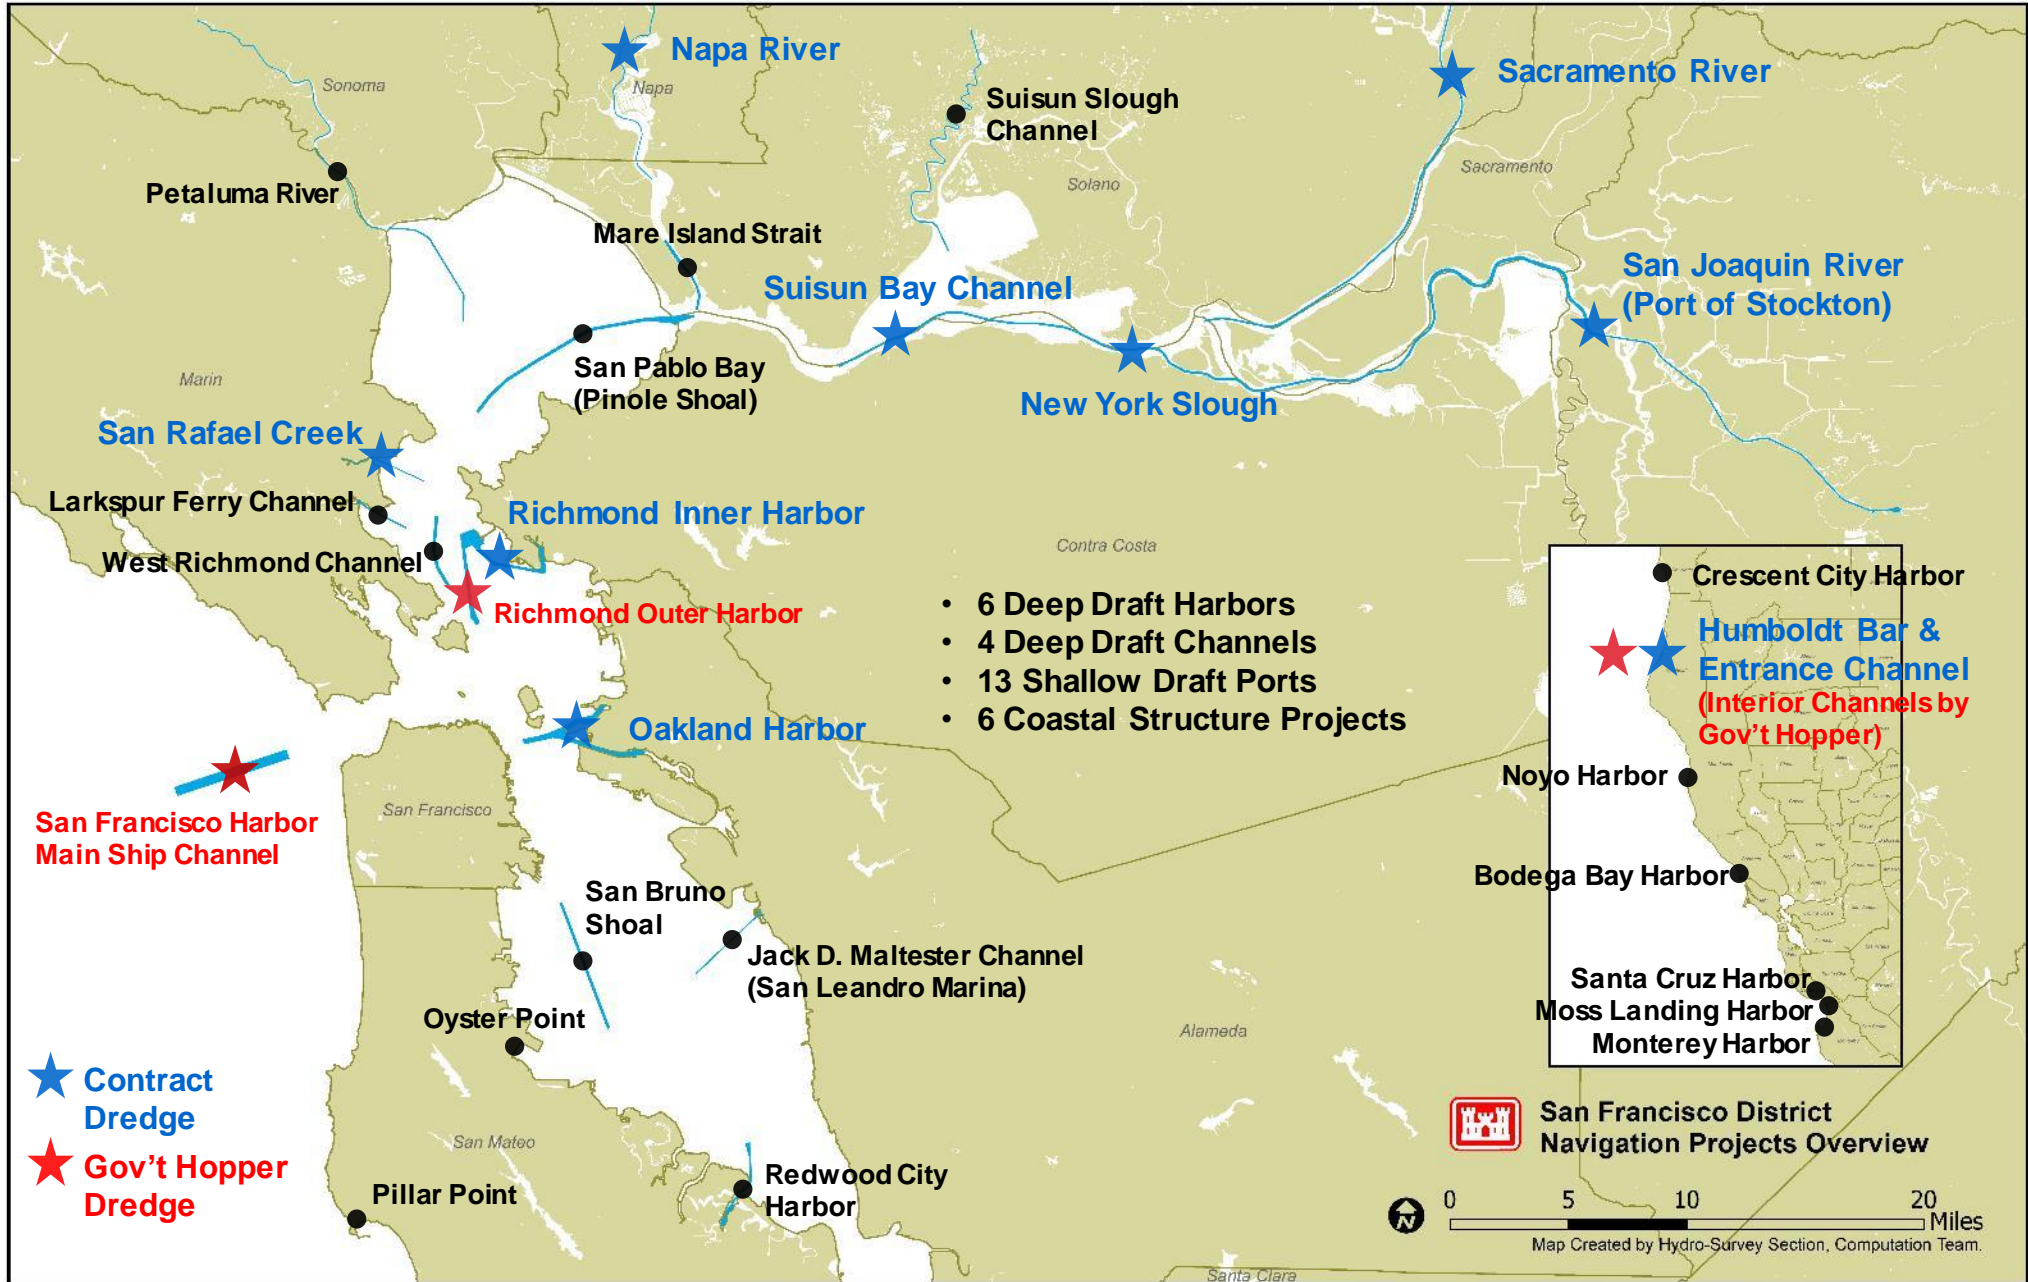 Napa River
Sacramento River
Sonoma
Napa
Suisun Slough
Channel
Sacramento
Solano
Petaluma River
Mare Island Strait
Suisun Bay Channel
San Joaquin River
(Port of Stockton)
San Pablo Bay
(Pinole Shoal)
Marin
New York Slough
San Rafael Creek
Larkspur Ferry Channel
Richmond Inner Harbor
West Richmond Channel
Contra Costa
Richmond Outer Harbor
• 6 Deep Draft Harbors
• 4 Deep Draft Channels
• 13 Shallow Draft Ports
• 6 Coastal Structure Projects
Crescent City Harbor
Humboldt Bar &
Entrance Channel
(Interior Channels by
Gov't Hopper)
Noyo Harbor
Bodega Bay Harbor
Santa Cruz Harbor
Moss Landing Harbor
Monterey Harbor
Oakland Harbor
San Francisco
San Francisco Harbor
Main Ship Channel
San Bruno
Shoal
Jack D. Maltester Channel
(San Leandro Marina)
Oyster Point
Alameda
Contract
Dredge
Gov't Hopper
Dredge
San Mateo
Pillar Point
Redwood City
Harbor
San Francisco District
Navigation Projects Overview
N
0 5 10 20
Miles
Map Created by Hydro-Survey Section, Computation Team.
Santa Clara